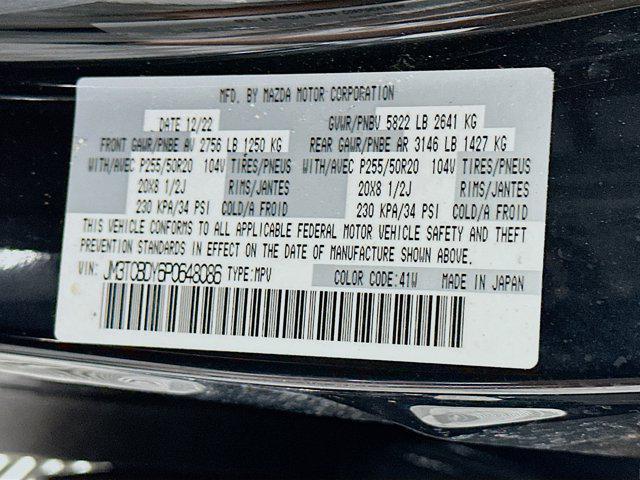 MFD. BY MAZDA MOTOR CORPORATION
DATE 12/22 GVWR/PNBV 5822 LB 2641 KG
FRONT GAWR/PNBE AV 2756 LB 1250 KG REAR GAWR/PNBE AR 3146 LB 1427 KG
WITH/AVEC P255/50R20 104V TIRES/PNEUS WITH/AVEC P255/50R20 104V TIRES/PNEUS
20X8 1/2J RIMS/JANTES 20X8 1/2J RIMS/JANTES
230 KPA/34 PSI COLD/A FROID 230 KPA/34 PSI COLD/A FROID
THIS VEHICLE CONFORMS TO ALL APPLICABLE FEDERAL MOTOR VEHICLE SAFETY AND THEFT
PREVENTION STANDARDS IN EFFECT ON THE DATE OF MANUFACTURE SHOWN ABOVE.
VIN: JM3TCBDY6P0648086 TYPE:MPV COLOR CODE:41W MADE IN JAPAN